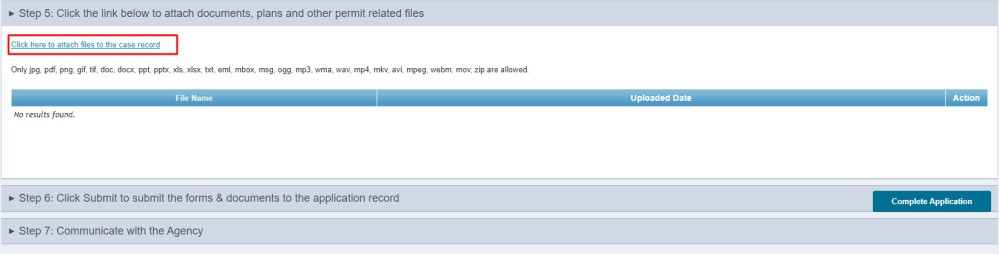 ▸ Step 5: Click the link below to attach documents, plans and other permit related files
Click here to attach files to the case record
Only jpg, pdf, png, gif, tif, doc, docx, ppt, pptx, xls, xlsx, txt, eml, mbox, msg, ogg, mp3, wma, wav, mp4, mkv, avi, mpeg, webm, mov, zip are allowed.
File Name Uploaded Date Action
No results found.
▸ Step 6: Click Submit to submit the forms & documents to the application record
Complete Application
▸ Step 7: Communicate with the Agency